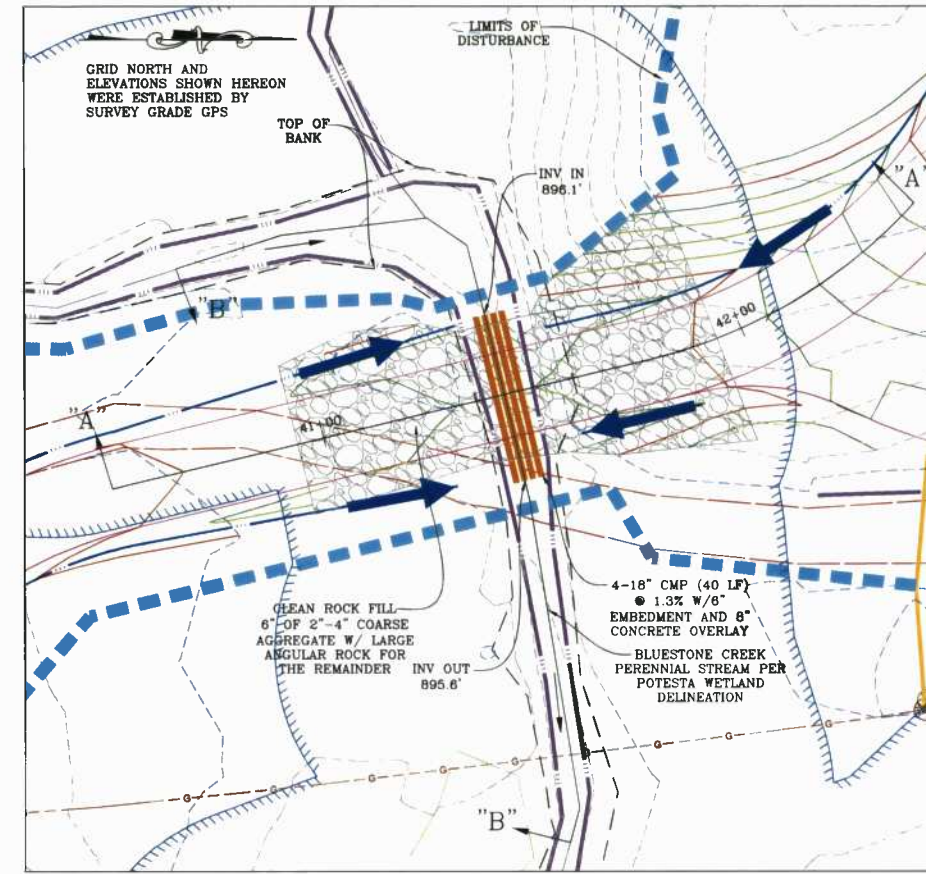 LIMITS OF
DISTURBANCE
GRID NORTH AND
ELEVATIONS SHOWN HEREON
WERE ESTABLISHED BY
SURVEY GRADE GPS
TOP OF
BANK
INV IN
896.1'
"A"
"B"
42+00
"A"
41+00
CLEAN ROCK FILL
6" OF 2"-4" COARSE
AGGREGATE W/ LARGE
ANGULAR ROCK FOR
THE REMAINDER
INV OUT
895.6'
4-18" CMP (40 LF)
@ 1.3% W/6"
EMBEDMENT AND 8"
CONCRETE OVERLAY
BLUESTONE CREEK
PERENNIAL STREAM PER
POTESTA WETLAND
DELINEATION
G
G
G
G
G
G
G
"B"